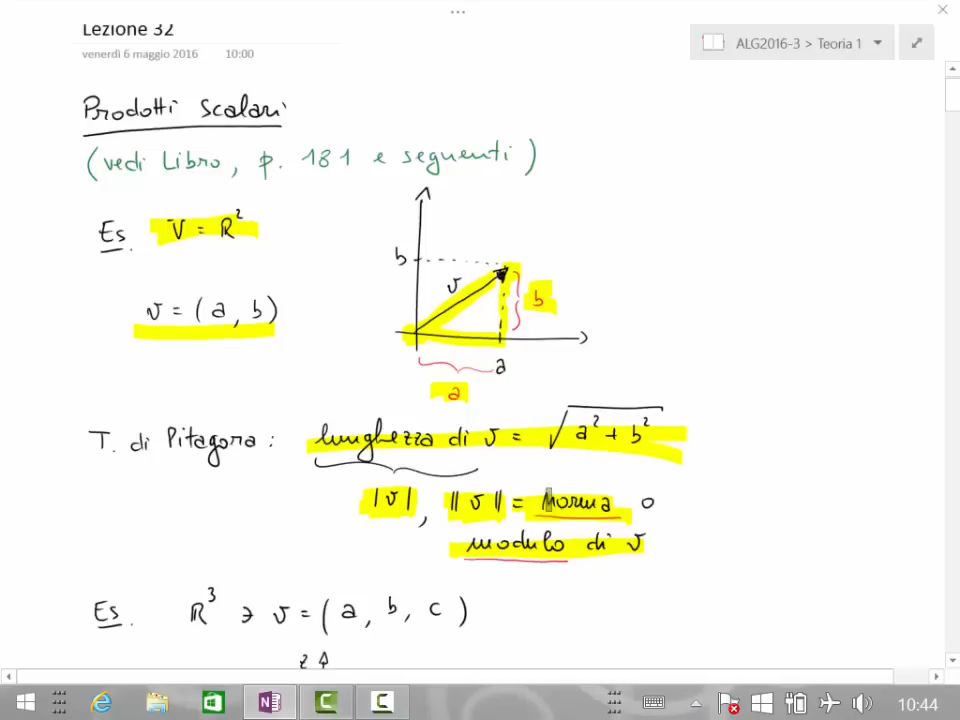 Lezione 32
venerdì 6 maggio 2016 10:00
ALG2016-3 > Teoria 1
Prodotti scalari
(vedi Libro, p. 181 e seguenti)
Es. V = ℝ²
v = (a, b)
b
v
b
a
a
T. di Pitagora: lunghezza di v = √(a² + b²)
|v|, ||v|| = norma o
modulo di v
Es. ℝ³ ∋ v = (a, b, c)
z
10:44